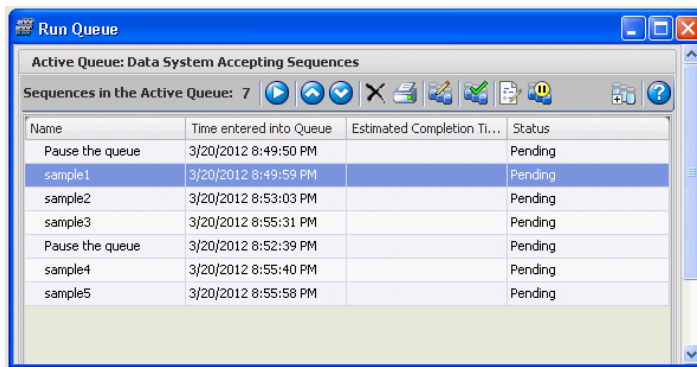 Run Queue
Active Queue: Data System Accepting Sequences
Sequences in the Active Queue: 7
Name Time entered into Queue Estimated Completion Ti... Status
Pause the queue 3/20/2012 8:49:50 PM Pending
sample1 3/20/2012 8:49:59 PM Pending
sample2 3/20/2012 8:53:03 PM Pending
sample3 3/20/2012 8:55:31 PM Pending
Pause the queue 3/20/2012 8:52:39 PM Pending
sample4 3/20/2012 8:55:40 PM Pending
sample5 3/20/2012 8:55:58 PM Pending